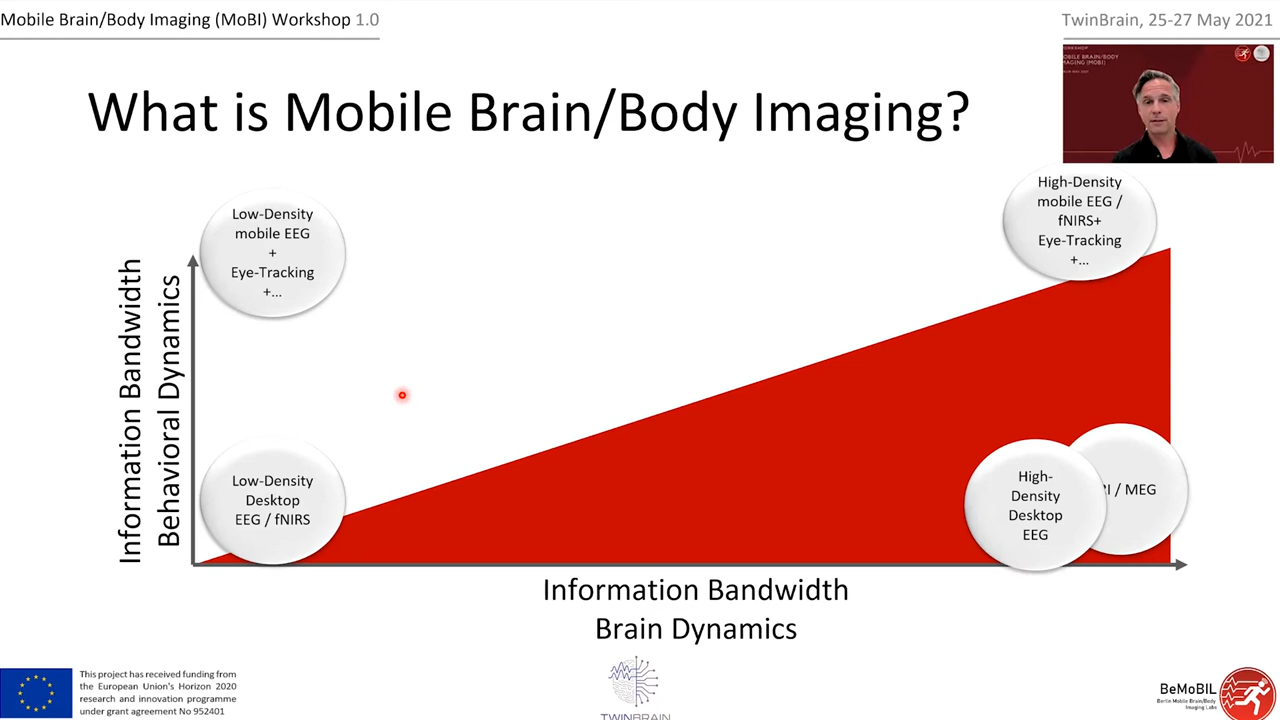 Mobile Brain/Body Imaging (MoBI) Workshop 1.0
TwinBrain, 25-27 May 2021
What is Mobile Brain/Body Imaging?
Low-Density
mobile EEG
+
Eye-Tracking
+...
High-Density
mobile EEG /
fNIRS+
Eye-Tracking
+...
Information Bandwidth
Behavioral Dynamics
Low-Density
Desktop
EEG / fNIRS
High-
Density
Desktop
EEG
/ MEG
Information Bandwidth
Brain Dynamics
This project has received funding from
the European Union's Horizon 2020
research and innovation programme
under grant agreement No 952401
TWINBRAIN
BeMoBIL
Berlin Mobile Brain/Body
Imaging Labs